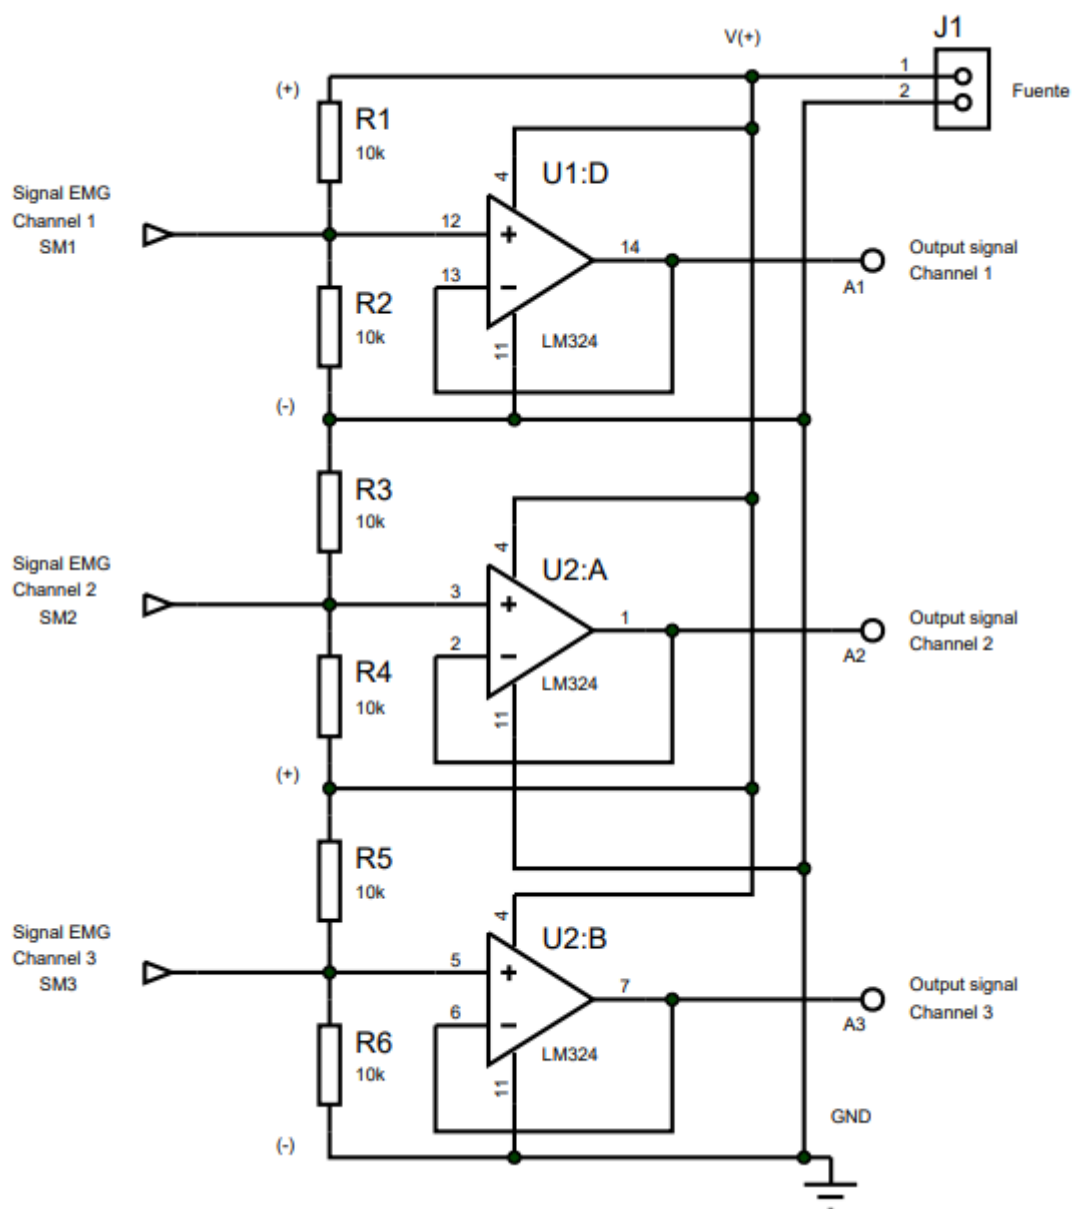 J1
V(+)
1
2
Fuente
(+)
R1
10k
U1:D
4
Signal EMG
Channel 1
SM1
12
+
14
Output signal
Channel 1
A1
13
−
R2
10k
LM324
11
(-)
R3
10k
4
U2:A
Signal EMG
Channel 2
SM2
3
+
1
Output signal
Channel 2
A2
2
−
R4
10k
LM324
11
(+)
R5
10k
4
U2:B
Signal EMG
Channel 3
SM3
5
+
7
Output signal
Channel 3
A3
6
−
R6
10k
LM324
11
GND
(-)